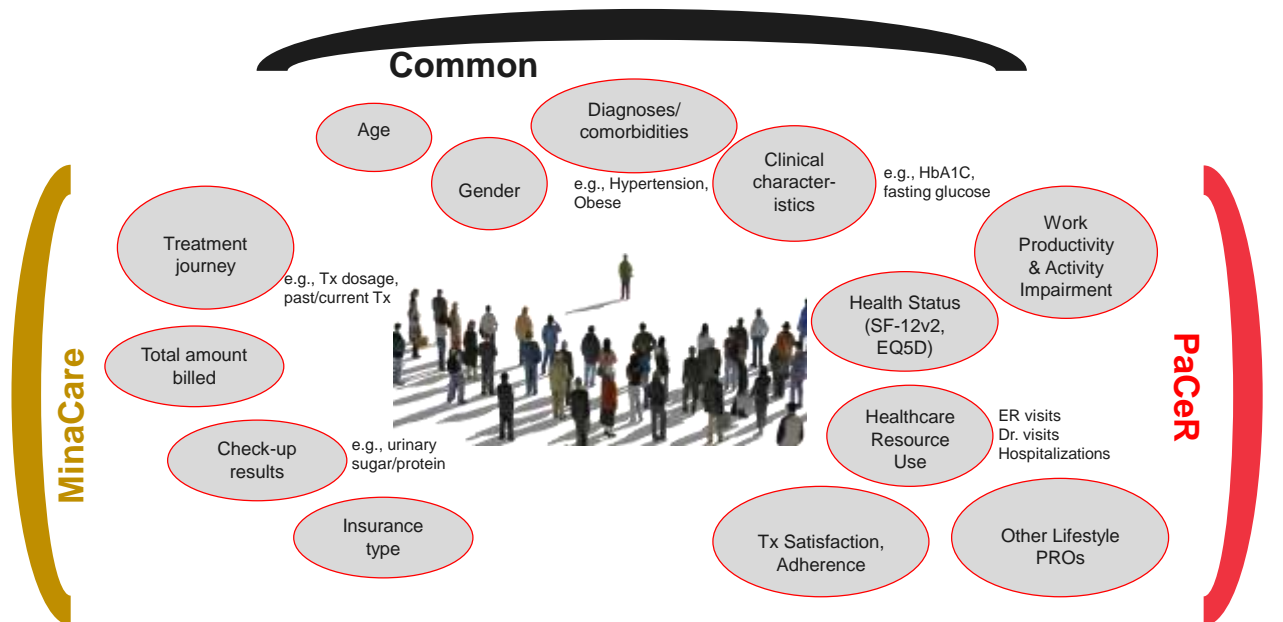 Common
Age
Gender
Diagnoses/
comorbidities
e.g., Hypertension,
Obese
Clinical
character-
istics
e.g., HbA1C,
fasting glucose
MinaCare
Treatment
journey
e.g., Tx dosage,
past/current Tx
Total amount
billed
Check-up
results
e.g., urinary
sugar/protein
Insurance
type
PaCeR
Work
Productivity
& Activity
Impairment
Health Status
(SF-12v2,
EQ5D)
Healthcare
Resource
Use
ER visits
Dr. visits
Hospitalizations
Tx Satisfaction,
Adherence
Other Lifestyle
PROs